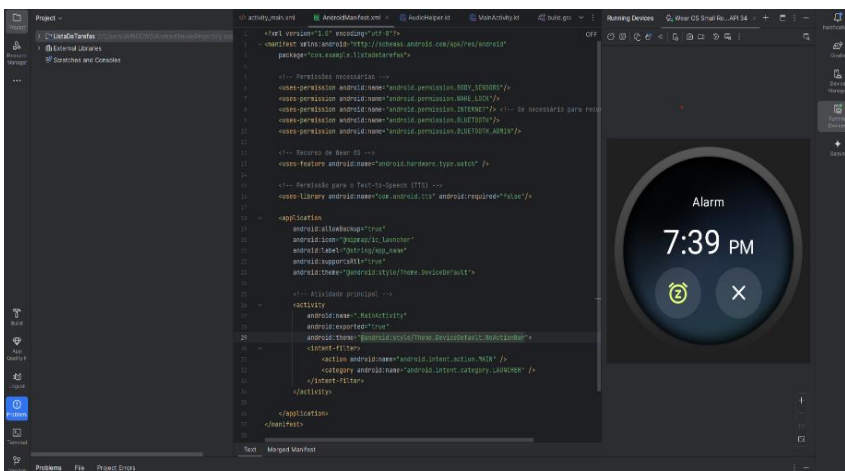 Project
activity_main.xml
AndroidManifest.xml
AudioHelper.kt
MainActivity.kt
build.gra
Running Devices
Wear OS Small Ro...API 34
ListaDeTarefas
External Libraries
Scratches and Consoles
OFF
<?xml version="1.0" encoding="utf-8"?>
<manifest xmlns:android="http://schemas.android.com/apk/res/android"
package="com.example.listadetarefas">
<!-- Permissões necessárias -->
<uses-permission android:name="android.permission.BODY_SENSORS"/>
<uses-permission android:name="android.permission.WAKE_LOCK"/>
<uses-permission android:name="android.permission.INTERNET"/> <!-- Se necessário para recur
<uses-permission android:name="android.permission.BLUETOOTH"/>
<uses-permission android:name="android.permission.BLUETOOTH_ADMIN"/>
<!-- Recurso de Wear OS -->
<uses-feature android:name="android.hardware.type.watch" />
<!-- Permissão para o Text-to-Speech (TTS) -->
<uses-library android:name="com.android.tts" android:required="false"/>
<application
android:allowBackup="true"
android:icon="@mipmap/ic_launcher"
android:label="@string/app_name"
android:supportsRtl="true"
android:theme="@android:style/Theme.DeviceDefault">
<!-- Atividade principal -->
<activity
android:name=".MainActivity"
android:exported="true"
29
android:theme="@android:style/Theme.DeviceDefault.NoActionBar">
<intent-filter>
<action android:name="android.intent.action.MAIN" />
<category android:name="android.intent.category.LAUNCHER" />
</intent-filter>
</activity>
</application>
</manifest>
Text
Merged Manifest
Alarm
7:39 PM
Build
Logcat
Problem
Terminal
Problems
File
Project Errors